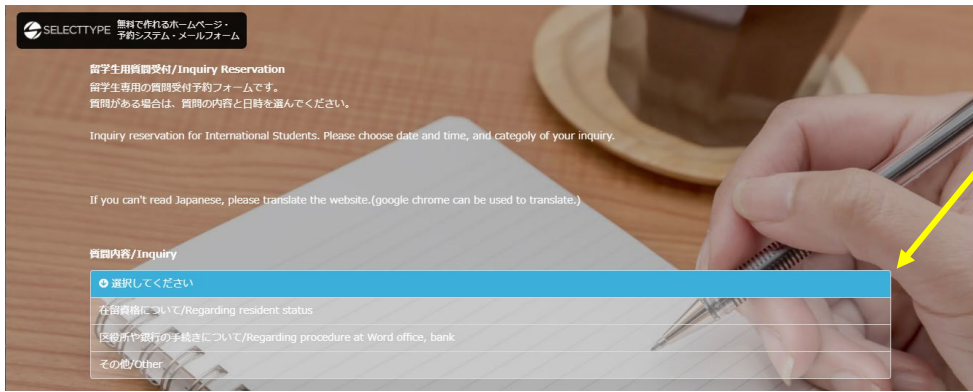 SELECTTYPE 無料で作れるホームページ・
予約システム・メールフォーム
留学生用質問受付/Inquiry Reservation
留学生専用の質問受付予約フォームです。
質問がある場合は、質問の内容と日時を選んでください。
Inquiry reservation for International Students. Please choose date and time, and categoly of your inquiry.
If you can't read Japanese, please translate the website.(google chrome can be used to translate.)
質問内容/Inquiry
選択してください
在留資格について/Regarding resident status
区役所や銀行の手続きについて/Regarding procedure at Word office, bank
その他/Other